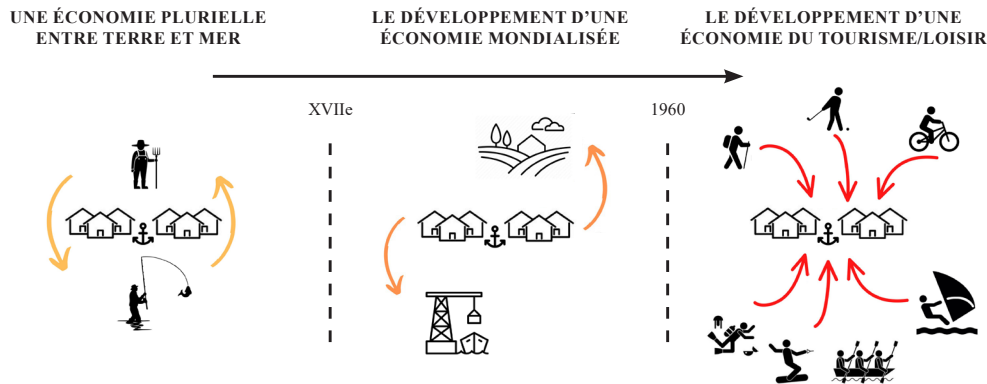 UNE ÉCONOMIE PLURIELLE
ENTRE TERRE ET MER
LE DÉVELOPPEMENT D’UNE
ÉCONOMIE MONDIALISÉE
LE DÉVELOPPEMENT D’UNE
ÉCONOMIE DU TOURISME/LOISIR
XVIIe
1960